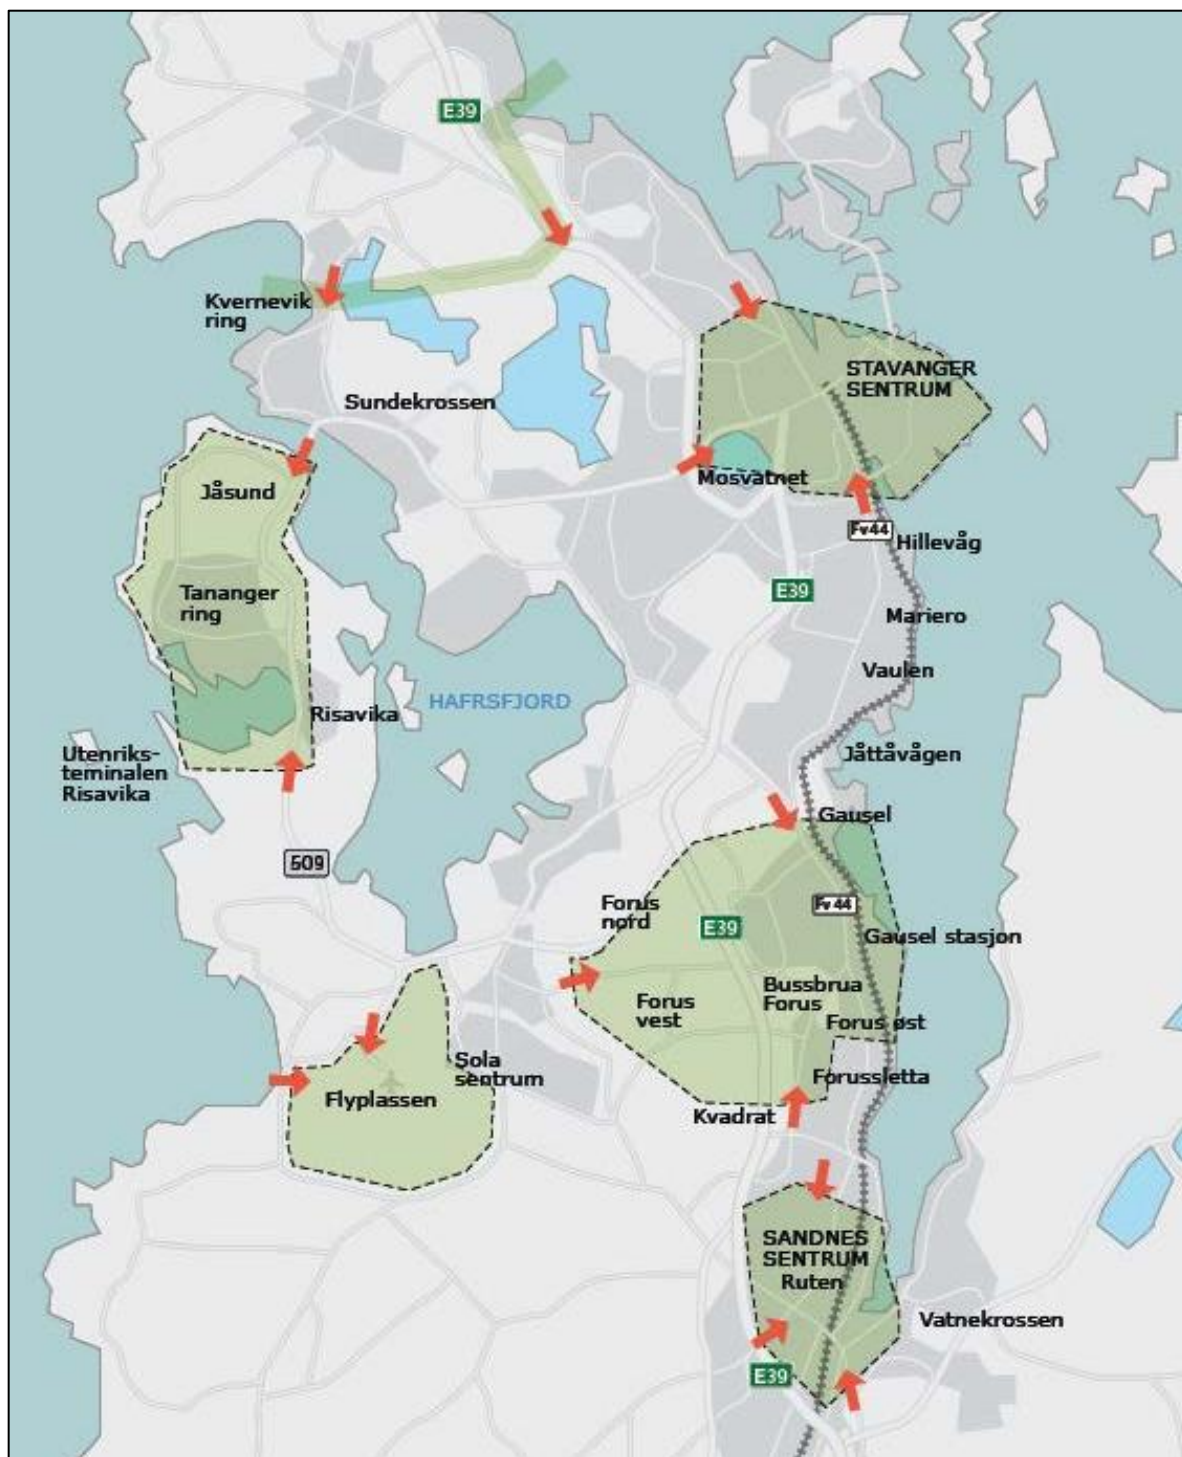 E39
Kvernevik
ring
STAVANGER
SENTRUM
Sundekrossen
Mosvatnet
Jåsund
Fv44
Hillevåg
Tananger
ring
E39
Mariero
Vaulen
HAFRSFJORD
Risavika
Utenriks-
teminalen
Risavika
Jåttåvågen
Gausel
509
Forus
nord
Fv 44
E39
Gausel stasjon
Bussbrua
Forus
Forus
vest
Forus øst
Sola
sentrum
Forussletta
Flyplassen
Kvadrat
SANDNES
SENTRUM
Ruten
Vatnekrossen
E39